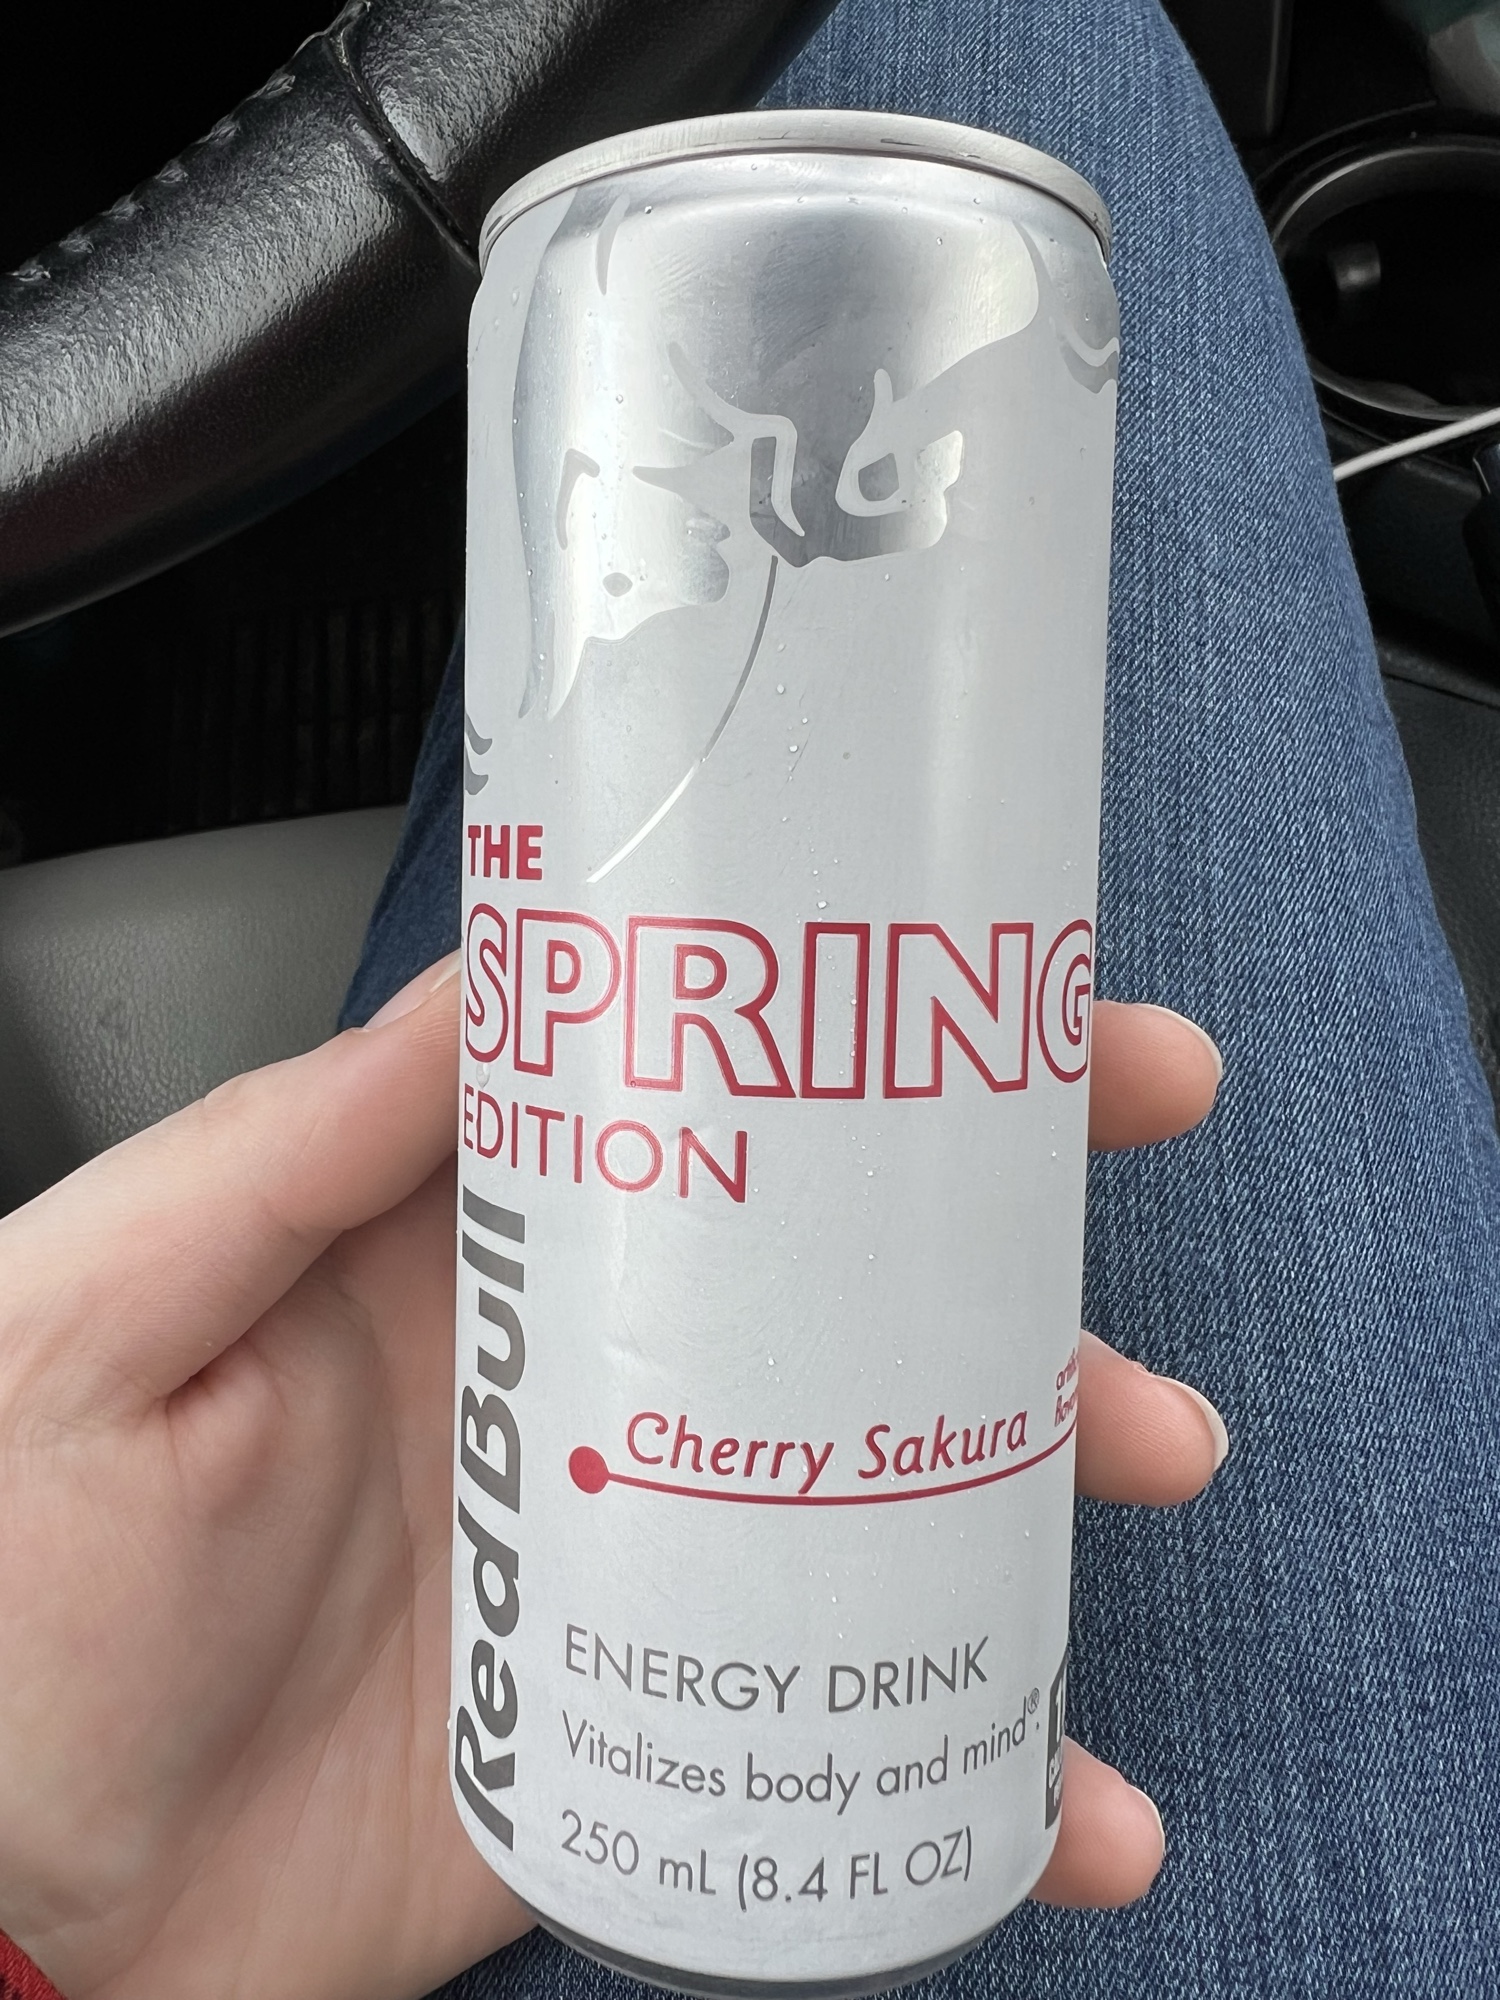 THE
SPRING
EDITION
Red Bull
Cherry Sakura
ENERGY DRINK
Vitalizes body and mind®.
250 mL (8.4 FL OZ)